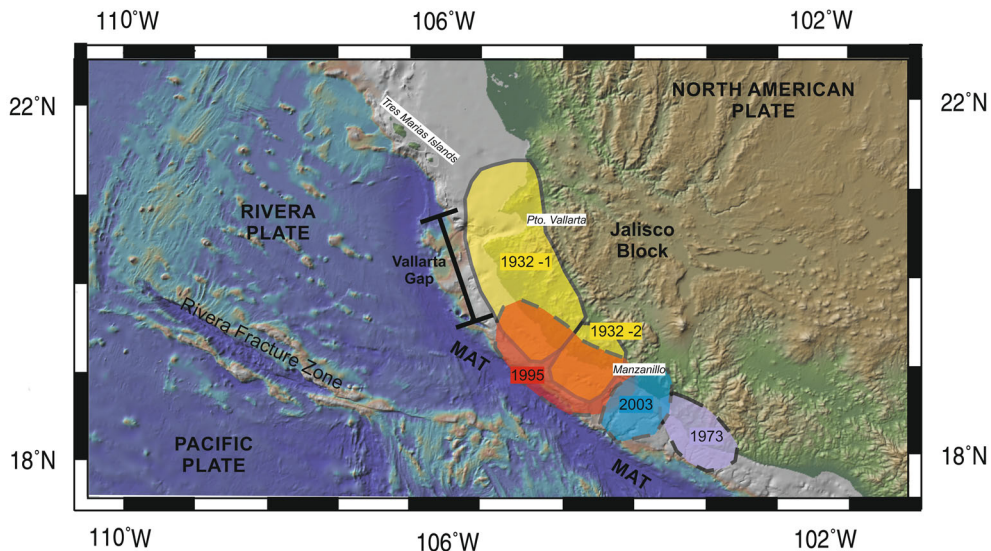 110˚W
106˚W
102˚W
22˚N
22˚N
NORTH AMERICAN
PLATE
Tres Marias Islands
RIVERA
PLATE
Pto. Vallarta
Jalisco
Block
Vallarta
Gap
1932 -1
Rivera Fracture Zone
1932 -2
MAT
1995
Manzanillo
2003
1973
PACIFIC
PLATE
MAT
18˚N
18˚N
110˚W
106˚W
102˚W